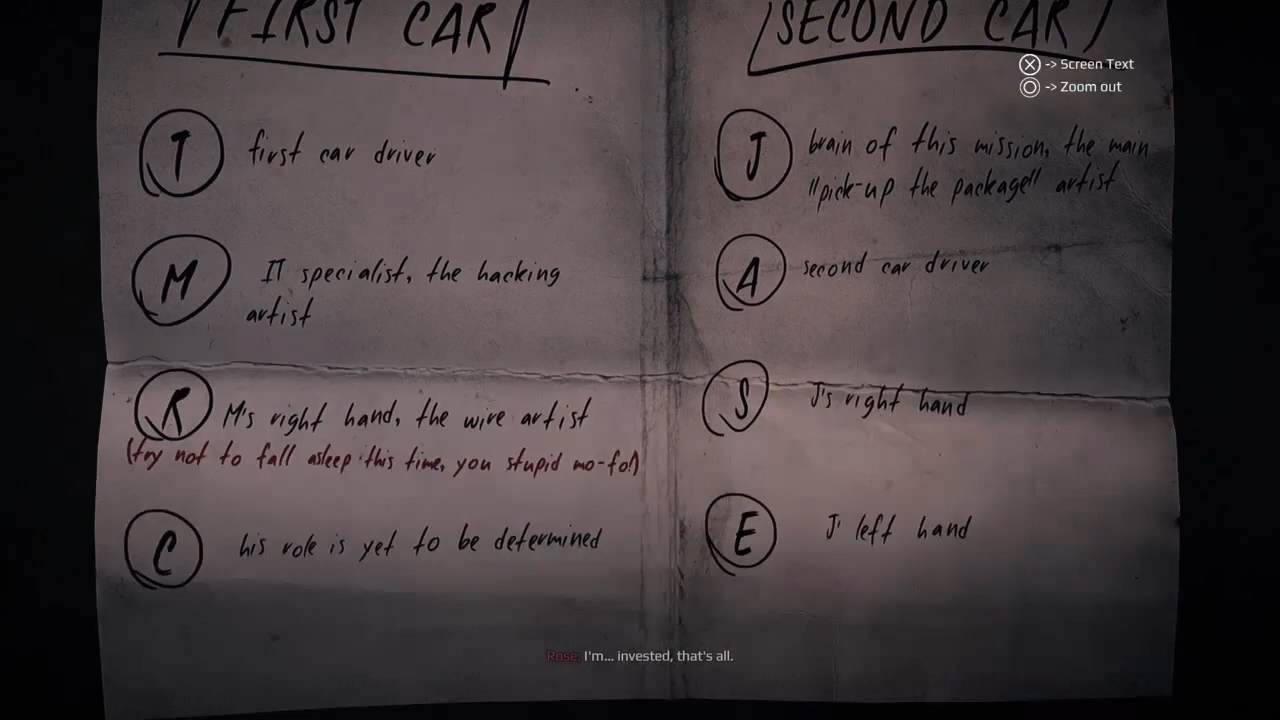 FIRST CAR
T first car driver
M IT specialist, the hacking
artist
R M's right hand, the wire artist
(try not to fall asleep this time, you stupid mo-fo!)
C his role is yet to be determined
SECOND CAR
J brain of this mission, the main
"pick-up the package" artist
A second car driver
S J's right hand
E J' left hand
X -> Screen Text
O -> Zoom out
Rose: I'm... invested, that's all.